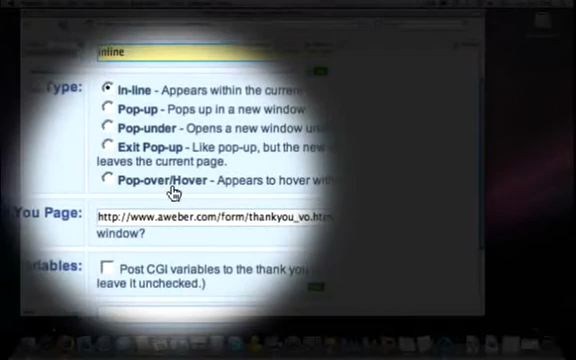 inline
Type:
In-line - Appears within the current
Pop-up - Pops up in a new window
Pop-under - Opens a new window
Exit Pop-up - Like pop-up, but the new
leaves the current page.
Pop-over/Hover - Appears to hover
You Page:
http://www.aweber.com/form/thankyou_vo.htm
window?
Post CGI variables to the thank you
leave it unchecked.)